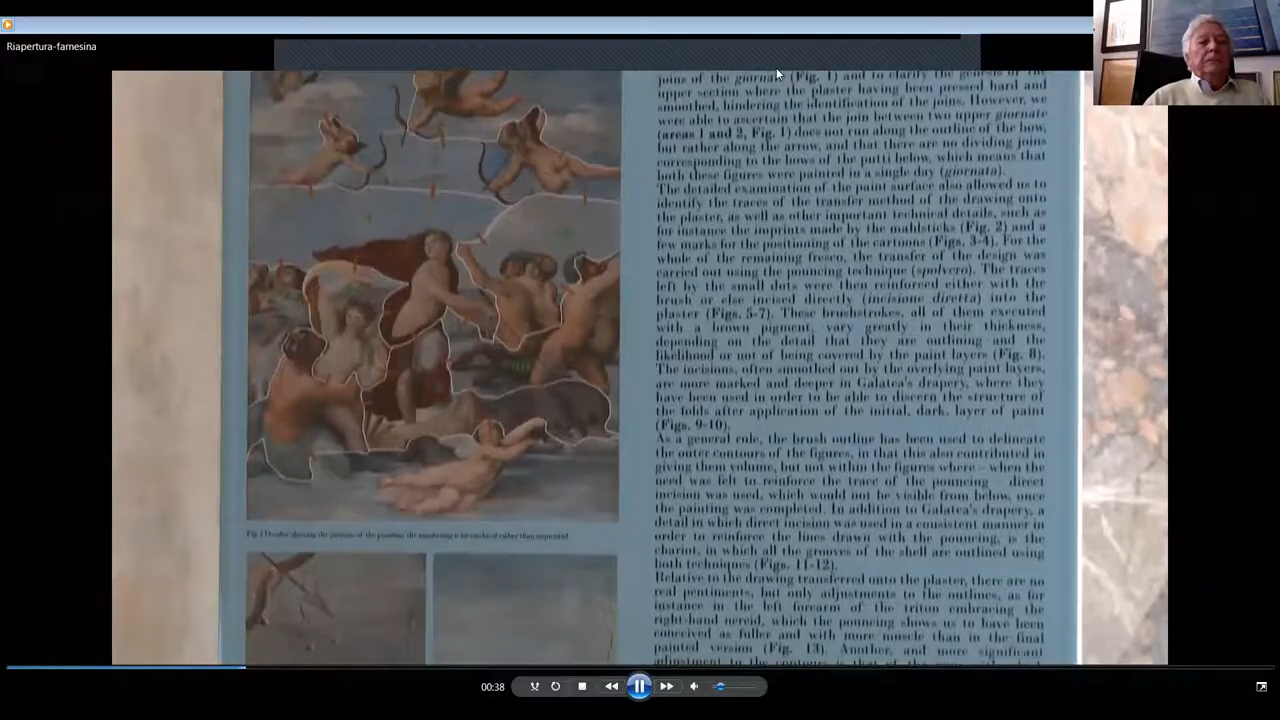 Riapertura-farnesina
joins of the giornate (Fig. 1) and to clarify the genesis of the
upper section where the plaster having been pressed hard and
smoothed, hindering the identification of the joins. However, we
were able to ascertain that the join between two upper giornate
(areas 1 and 2, Fig. 1) does not run along the outline of the bow,
but rather along the arrow, and that there are no dividing joins
corresponding to the bows of the putti below, which means that
both these figures were painted in a single day (giornata).
The detailed examination of the paint surface also allowed us to
identify the traces of the transfer method of the drawing onto
the plaster, as well as other important technical details, such as
for instance the imprints made by the mahlsticks (Fig. 2) and a
few marks for the positioning of the cartoons (Figs. 3-4). For the
whole of the remaining fresco, the transfer of the design was
carried out using the pouncing technique (spolvero). The traces
left by the small dots were then reinforced either with the
brush or else incised directly (incisione diretta) into the
plaster (Figs. 5-7). These brushstrokes, all of them executed
with a brown pigment, vary greatly in their thickness,
depending on the detail that they are outlining and the
likelihood or not of being covered by the paint layers (Fig. 8).
The incisions, often smoothed out by the overlying paint layers,
are more marked and deeper in Galatea's drapery, where they
have been used in order to be able to discern the structure of
the folds after application of the initial, dark, layer of paint
(Figs. 9-10).
As a general rule, the brush outline has been used to delineate
the outer contours of the figures, in that this also contributed in
giving them volume, but not within the figures where – when the
need was felt to reinforce the trace of the pouncing – direct
incision was used, which would not be visible from below, once
the painting was completed. In addition to Galatea's drapery, a
detail in which direct incision was used in a consistent manner in
order to reinforce the lines drawn with the pouncing, is the
chariot, in which all the grooves of the shell are outlined using
both techniques (Figs. 11-12).
Relative to the drawing transferred onto the plaster, there are no
real pentiments, but only adjustments to the outlines, as for
instance in the left forearm of the triton embracing the
right-hand nereid, which the pouncing shows us to have been
conceived as fuller and with more muscle than in the final
painted version (Fig. 13). Another, and more significant
adjustment to the contours is that of the
00:38